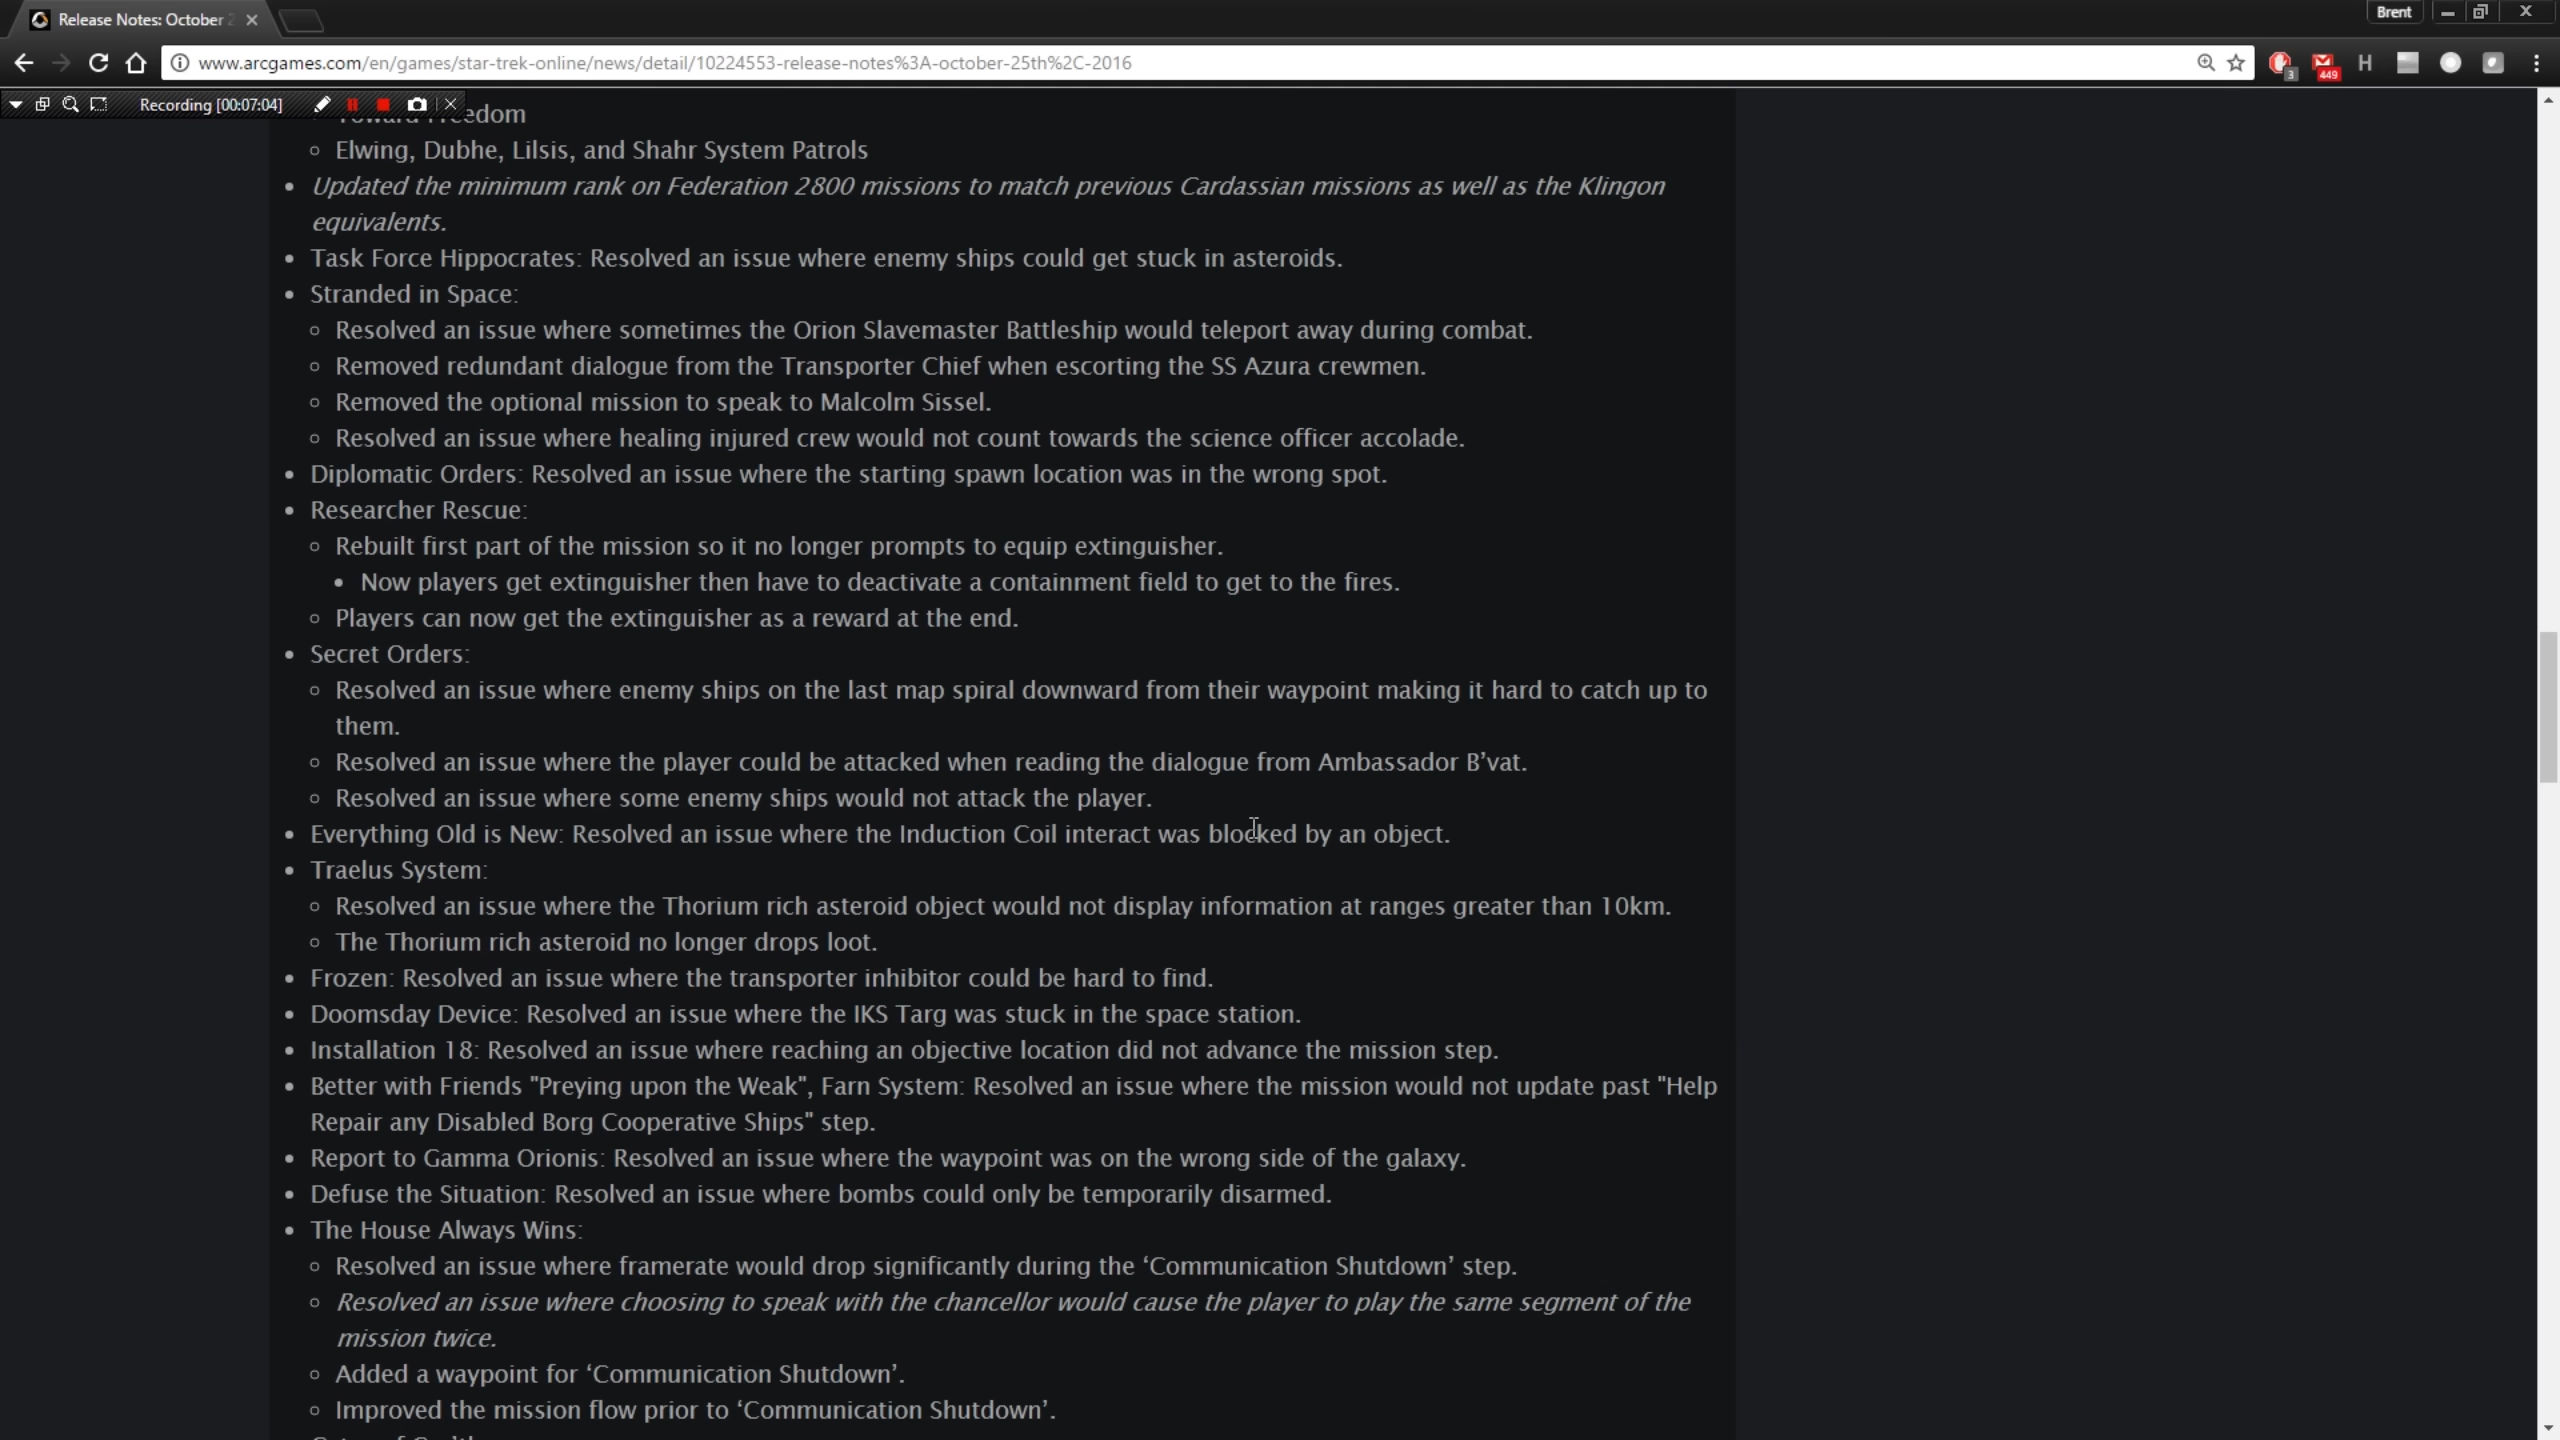 Release Notes: October
Brent
www.arcgames.com/en/games/star-trek-online/news/detail/10224553-release-notes%3A-october-25th%2C-2016
3
449
H
Recording [00:07:04]
Toward Freedom
Elwing, Dubhe, Lilsis, and Shahr System Patrols
Updated the minimum rank on Federation 2800 missions to match previous Cardassian missions as well as the Klingon
equivalents.
Task Force Hippocrates: Resolved an issue where enemy ships could get stuck in asteroids.
Stranded in Space:
Resolved an issue where sometimes the Orion Slavemaster Battleship would teleport away during combat.
Removed redundant dialogue from the Transporter Chief when escorting the SS Azura crewmen.
Removed the optional mission to speak to Malcolm Sissel.
Resolved an issue where healing injured crew would not count towards the science officer accolade.
Diplomatic Orders: Resolved an issue where the starting spawn location was in the wrong spot.
Researcher Rescue:
Rebuilt first part of the mission so it no longer prompts to equip extinguisher.
Now players get extinguisher then have to deactivate a containment field to get to the fires.
Players can now get the extinguisher as a reward at the end.
Secret Orders:
Resolved an issue where enemy ships on the last map spiral downward from their waypoint making it hard to catch up to
them.
Resolved an issue where the player could be attacked when reading the dialogue from Ambassador B’vat.
Resolved an issue where some enemy ships would not attack the player.
Everything Old is New: Resolved an issue where the Induction Coil interact was blocked by an object.
Traelus System:
Resolved an issue where the Thorium rich asteroid object would not display information at ranges greater than 10km.
The Thorium rich asteroid no longer drops loot.
Frozen: Resolved an issue where the transporter inhibitor could be hard to find.
Doomsday Device: Resolved an issue where the IKS Targ was stuck in the space station.
Installation 18: Resolved an issue where reaching an objective location did not advance the mission step.
Better with Friends "Preying upon the Weak", Farn System: Resolved an issue where the mission would not update past "Help
Repair any Disabled Borg Cooperative Ships" step.
Report to Gamma Orionis: Resolved an issue where the waypoint was on the wrong side of the galaxy.
Defuse the Situation: Resolved an issue where bombs could only be temporarily disarmed.
The House Always Wins:
Resolved an issue where framerate would drop significantly during the ‘Communication Shutdown’ step.
Resolved an issue where choosing to speak with the chancellor would cause the player to play the same segment of the
mission twice.
Added a waypoint for ‘Communication Shutdown’.
Improved the mission flow prior to ‘Communication Shutdown’.